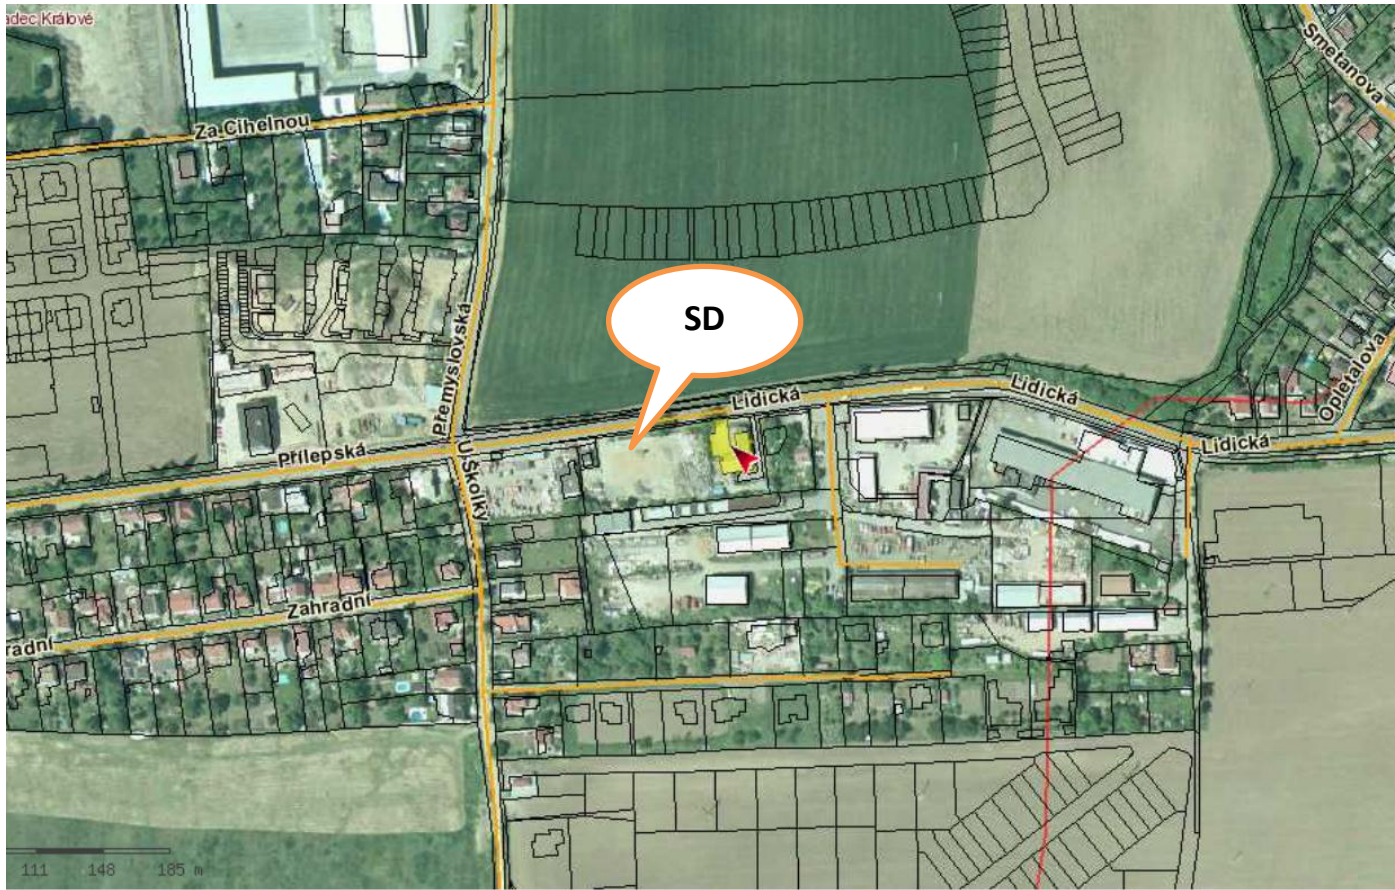 adec Králové
Smetanova
Za Cihelnou
Přemyslovská
SD
Opletalova
Lidická
Lidická
Lidická
Přílepská
U Školky
Zahradní
radní
111 148 185 m